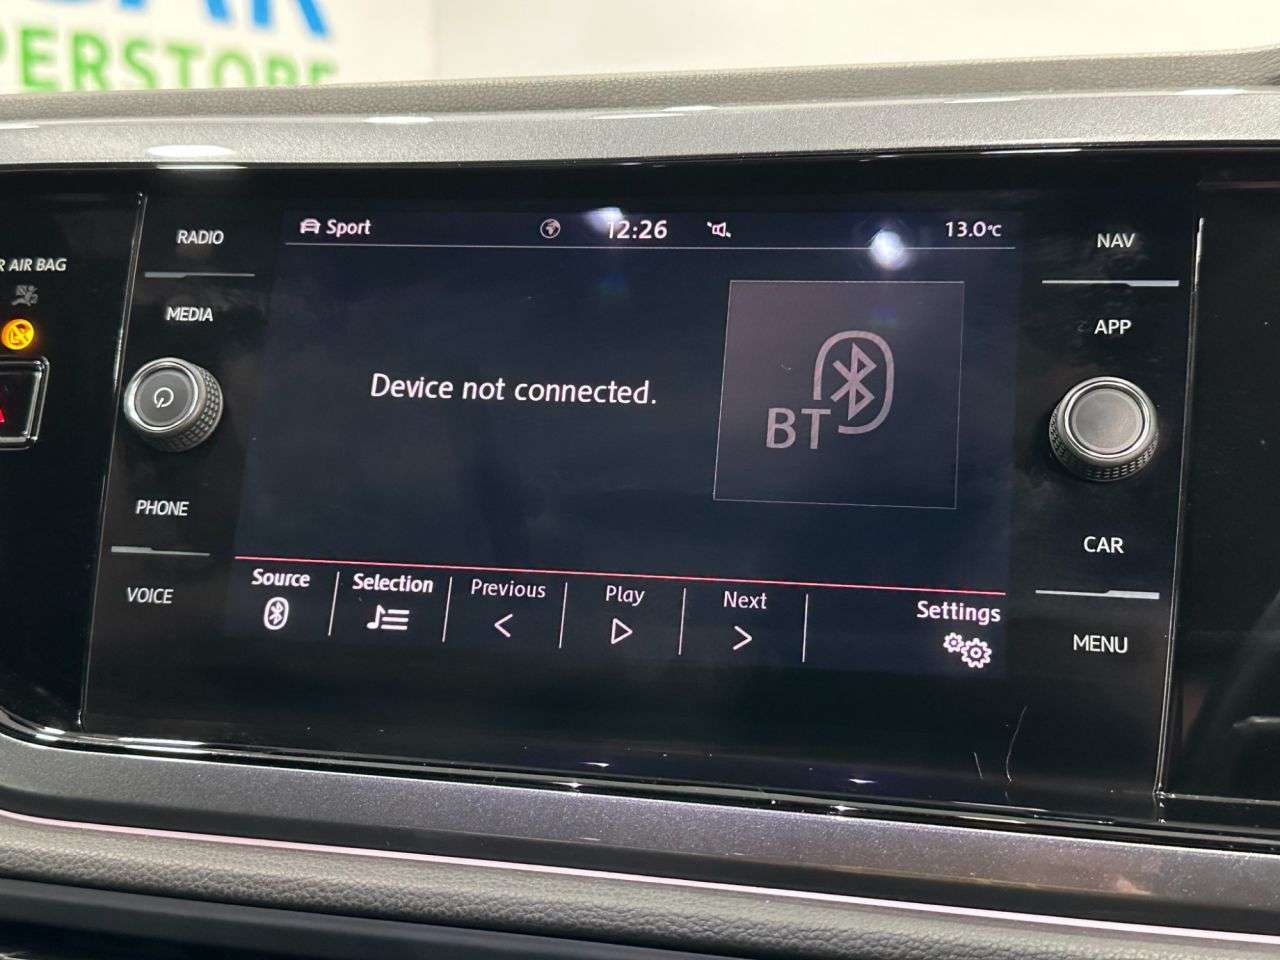 CAR
PERSTORE
R AIR BAG
RADIO
MEDIA
PHONE
VOICE
Sport
12:26
13.0°C
Device not connected.
BT
Source
Selection
Previous
Play
Next
Settings
NAV
APP
CAR
MENU